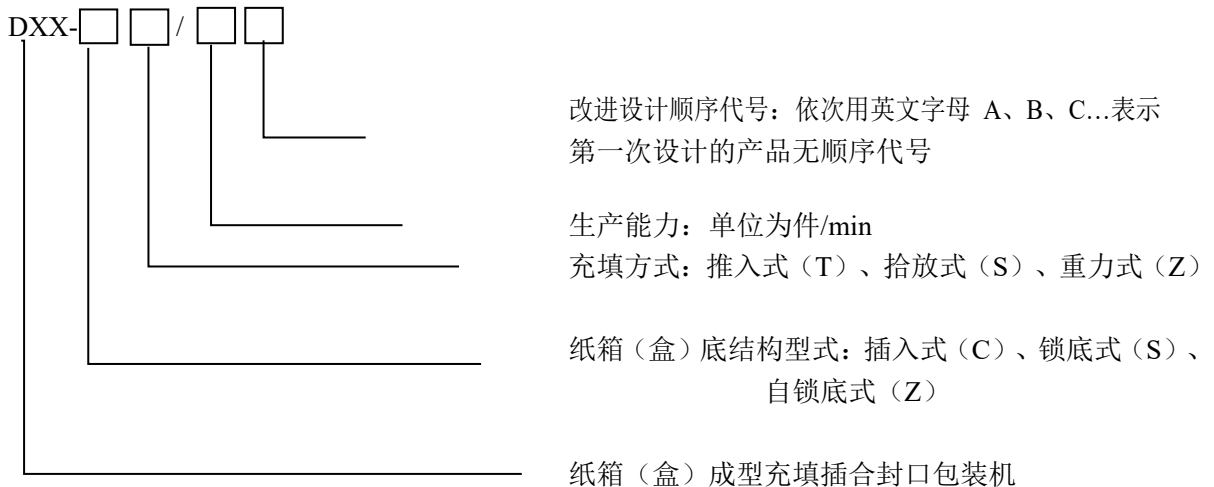 DXX-□ □ / □ □
改进设计顺序代号：依次用英文字母 A、B、C…表示
第一次设计的产品无顺序代号
生产能力：单位为件/min
充填方式：推入式（T）、拾放式（S）、重力式（Z）
纸箱（盒）底结构型式：插入式（C）、锁底式（S）、
自锁底式（Z）
纸箱（盒）成型充填插合封口包装机